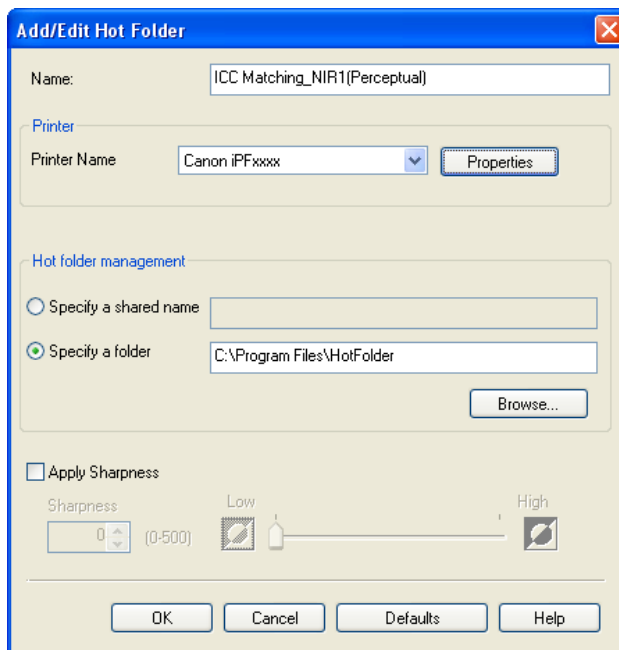 Add/Edit Hot Folder
Name: ICC Matching_NIR1(Perceptual)
Printer
Printer Name Canon iPFxxxx Properties
Hot folder management
Specify a shared name
Specify a folder C:\Program Files\HotFolder
Browse...
Apply Sharpness
Sharpness Low High
0 (0-500)
OK Cancel Defaults Help